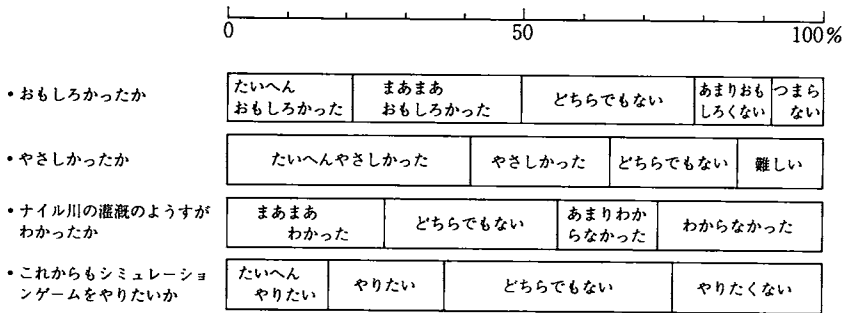 0 50 100%
・おもしろかったか
たいへん
おもしろかった
まあまあ
おもしろかった
どちらでもない
あまりおも
しろくない
つまら
ない
・やさしかったか
たいへんやさしかった
やさしかった
どちらでもない
難しい
・ナイル川の灌漑のようすが
わかったか
まあまあ
わかった
どちらでもない
あまりわか
らなかった
わからなかった
・これからもシミュレーショ
ンゲームをやりたいか
たいへん
やりたい
やりたい
どちらでもない
やりたくない